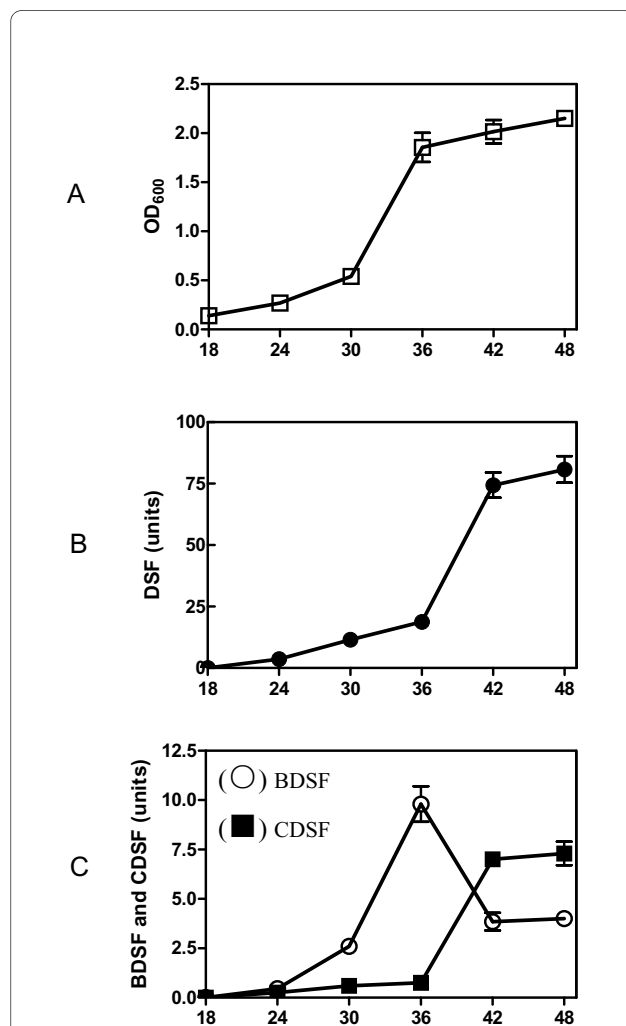 A
OD600
2.5
2.0
1.5
1.0
0.5
0.0
18 24 30 36 42 48
B
DSF (units)
100
75
50
25
0
18 24 30 36 42 48
C
BDSF and CDSF (units)
12.5
10.0
7.5
5.0
2.5
0.0
(○) BDSF
(■) CDSF
18 24 30 36 42 48